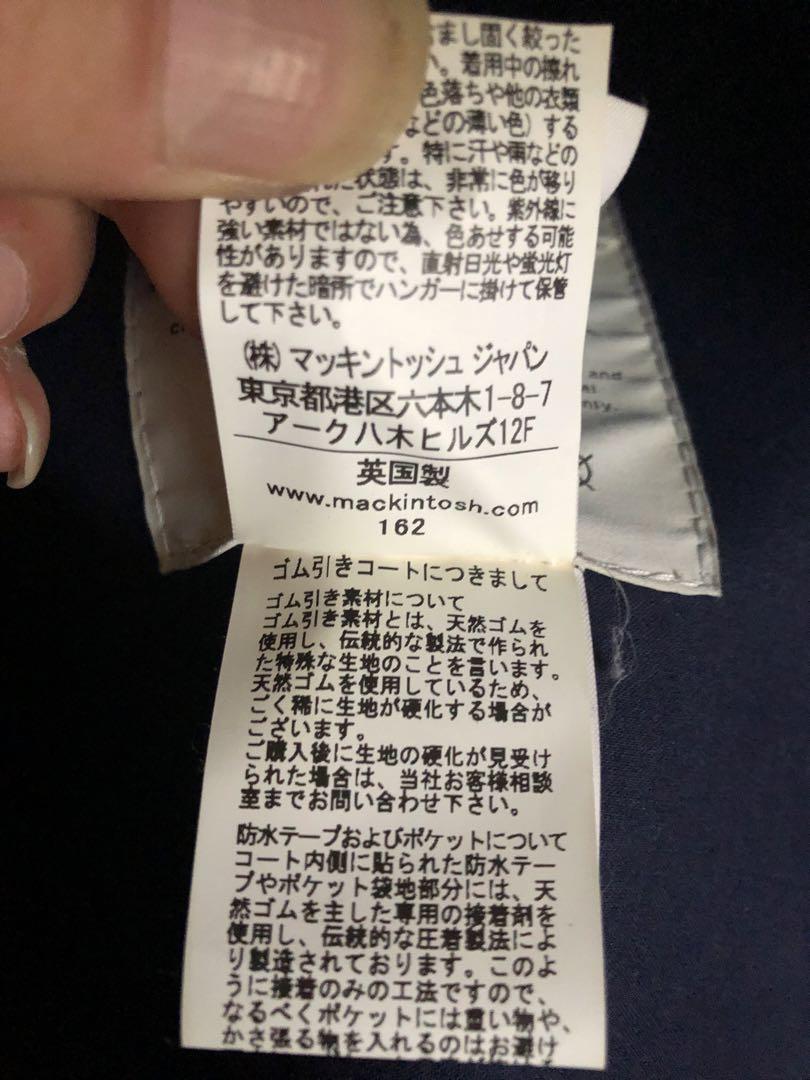 まし固く絞った
い。着用中の擦れ
色落ちや他の衣類
などの薄い色）する
す。特に汗や雨などの
れた状態は、非常に色が移り
やすいので、ご注意下さい。紫外線に
強い素材ではない為、色あせする可能
性がありますので、直射日光や蛍光灯
を避けた暗所でハンガーに掛けて保管
して下さい。
(株) マッキントッシュ ジャパン
東京都港区六本木1-8-7
アーク八木ヒルズ12F
英国製
www.mackintosh.com
162
ゴム引きコートにつきまして
ゴム引き素材について
ゴム引き素材とは、天然ゴムを
使用し、伝統的な製法で作られ
た特殊な生地のことを言います。
天然ゴムを使用しているため、
ごく稀に生地が硬化する場合が
ございます。
ご購入後に生地の硬化が見受け
られた場合は、当社お客様相談
室までお問い合わせ下さい。
防水テープおよびポケットについて
コート内側に貼られた防水テー
プやポケット袋地部分には、天
然ゴムを主した専用の接着剤を
使用し、伝統的な圧着製法によ
り製造されております。このよ
うに接着のみの工法ですので、
なるべくポケットには重い物や、
かさ張る物を入れるのはお避け
and